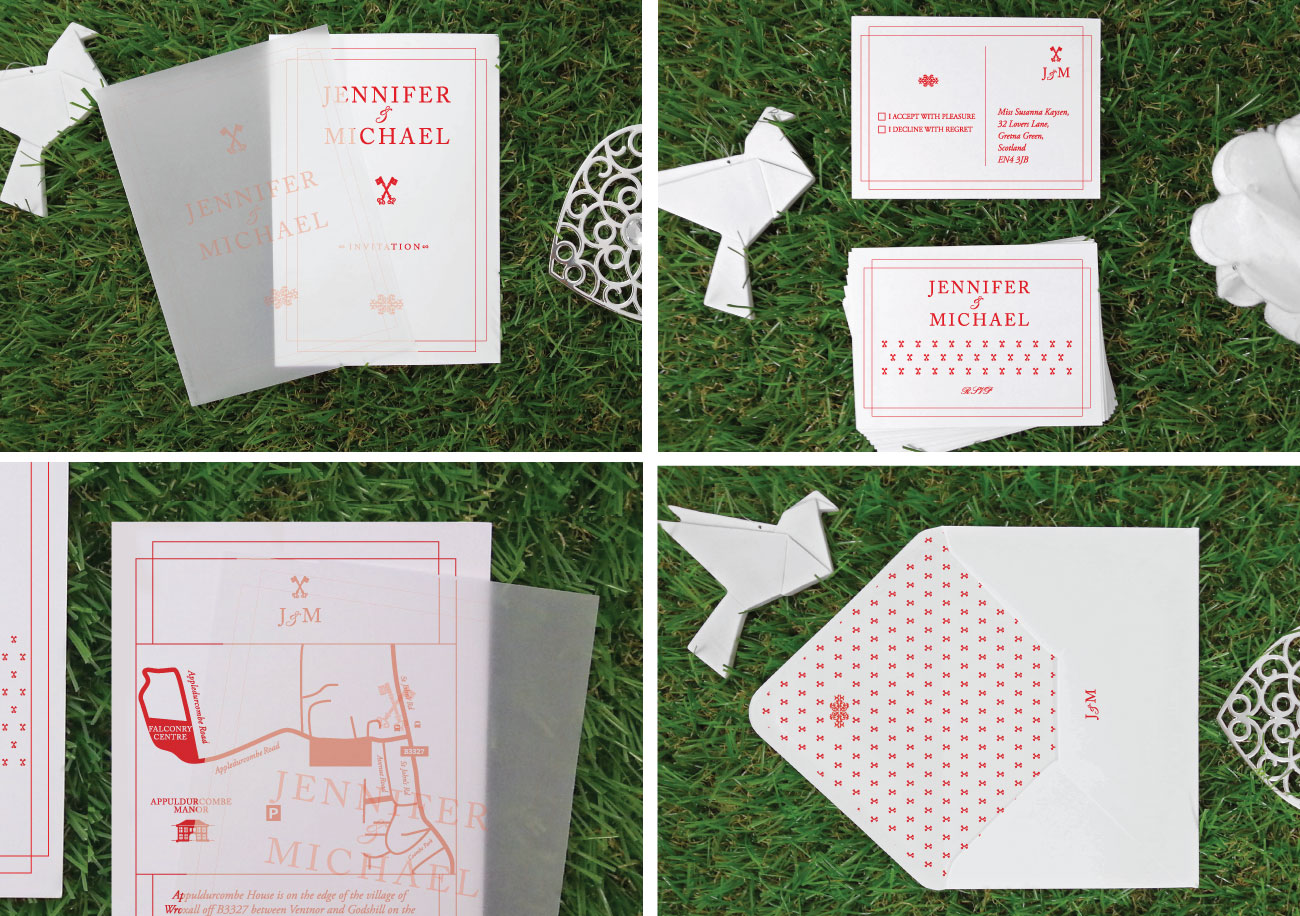 JENNIFER
&
MICHAEL
JENNIFER
&
MICHAEL
INVITATION
J&M
I ACCEPT WITH PLEASURE
I DECLINE WITH REGRET
Miss Susanna Kaysen,
32 Lovers Lane,
Gretna Green,
Scotland
EN4 3JB
JENNIFER
&
MICHAEL
RSVP
J&M
Appledurcombe Road
FALCONRY
CENTRE
Appledurcombe Road
B3327
APPULDURCOMBE
MANOR
P
JENNIFER
&
MICHAEL
Appuldurcombe House is on the edge of the village of
Wroxall off B3327 between Ventnor and Godshill on the
J&M